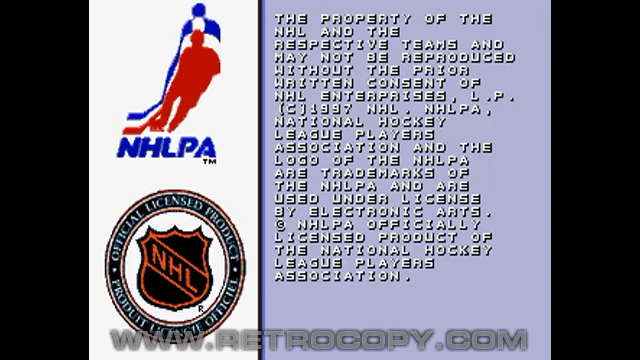 THE PROPERTY OF THE
NHL AND THE
RESPECTIVE TEAMS AND
MAY NOT BE REPRODUCED
WITHOUT THE PRIOR
WRITTEN CONSENT OF
NHL ENTERPRISES, L.P.
(C)1997 NHL. NHLPA,
NATIONAL HOCKEY
LEAGUE PLAYERS
ASSOCIATION AND THE
LOGO OF THE NHLPA
ARE TRADEMARKS OF
THE NHLPA AND ARE
USED UNDER LICENSE
BY ELECTRONIC ARTS.
© NHLPA OFFICIALLY
LICENSED PRODUCT OF
THE NATIONAL HOCKEY
LEAGUE PLAYERS
ASSOCIATION.
NHLPA TM
OFFICIAL LICENSED PRODUCT
NHL
PRODUIT LICENSIE OFFICIEL
R
WWW.RETROCOPY.COM